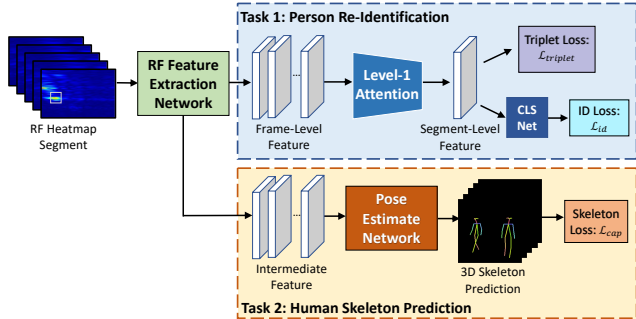 Task 1: Person Re-Identification
RF Heatmap
Segment
RF Feature
Extraction
Network
...
Frame-Level
Feature
Level-1
Attention
Segment-Level
Feature
Triplet Loss:
ℒtriplet
CLS
Net
ID Loss:
ℒid
...
Intermediate
Feature
Pose
Estimate
Network
3D Skeleton
Prediction
Skeleton
Loss: ℒcap
Task 2: Human Skeleton Prediction